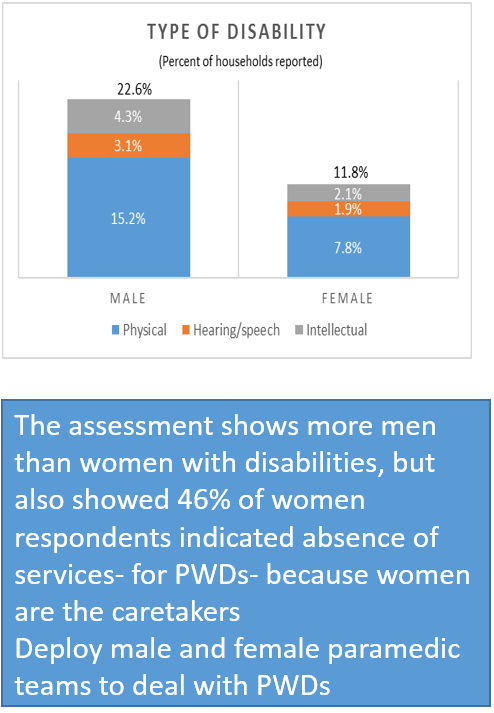 TYPE OF DISABILITY
(Percent of households reported)
22.6%
4.3%
3.1%
15.2%
11.8%
2.1%
1.9%
7.8%
MALE
FEMALE
Physical Hearing/speech Intellectual
The assessment shows more men
than women with disabilities, but
also showed 46% of women
respondents indicated absence of
services- for PWDs- because women
are the caretakers
Deploy male and female paramedic
teams to deal with PWDs